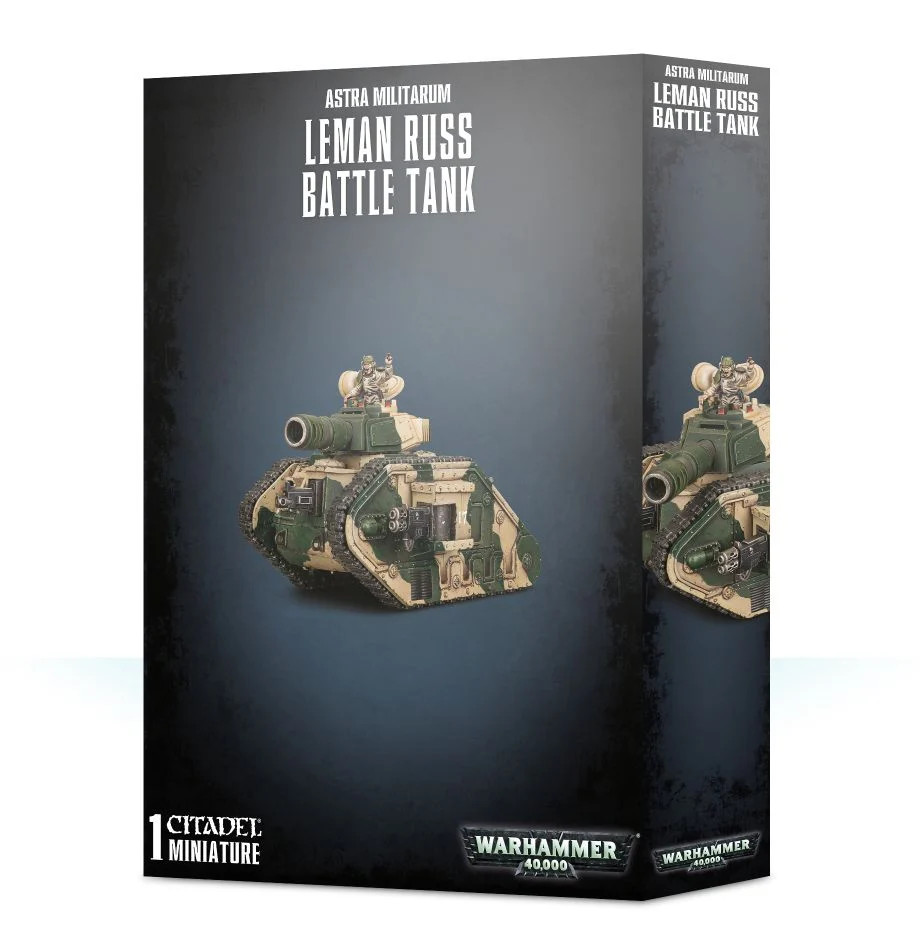 ASTRA MILITARUM
LEMAN RUSS
BATTLE TANK
1 CITADEL
MINIATURE
WARHAMMER
40,000
ASTRA MILITARUM
LEMAN RUSS
BATTLE TANK
WARHAMMER
40,000